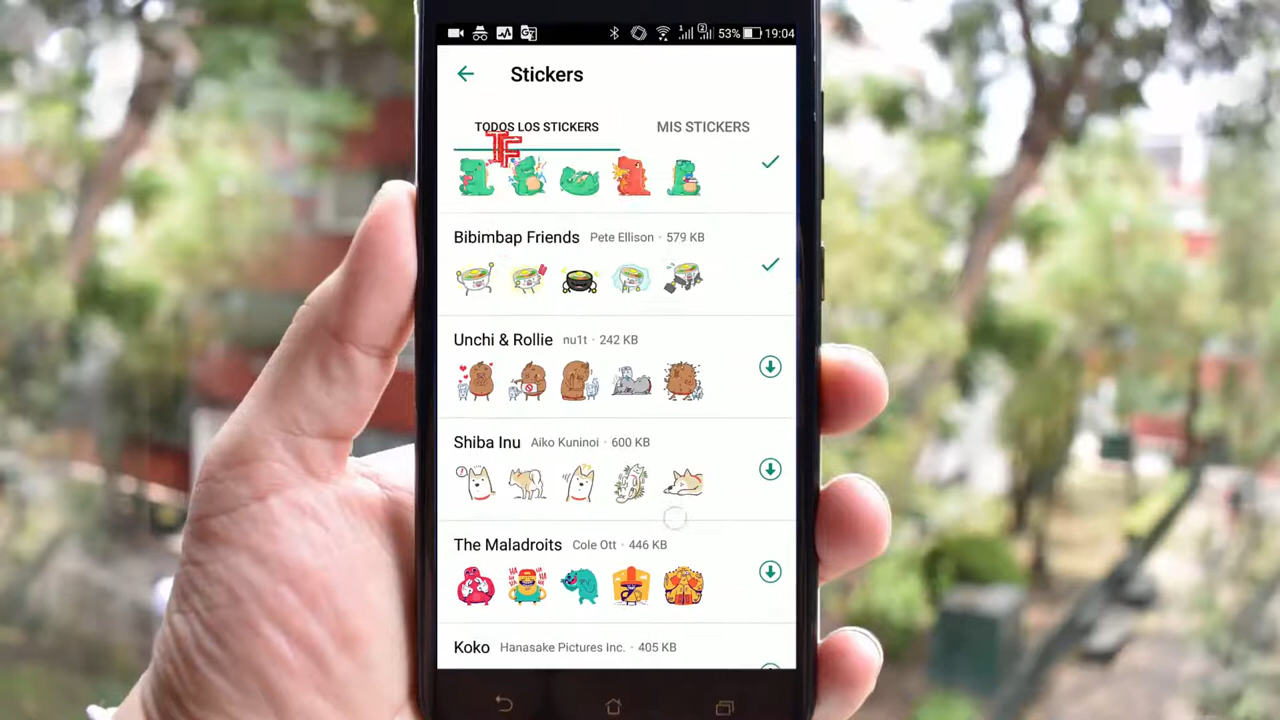 53% 19:04
Stickers
TODOS LOS STICKERS MIS STICKERS
TF
Bibimbap Friends Pete Ellison · 579 KB
Unchi & Rollie nu1t · 242 KB
Shiba Inu Aiko Kuninoi · 600 KB
The Maladroits Cole Ott · 446 KB
Koko Hanasake Pictures Inc. · 405 KB